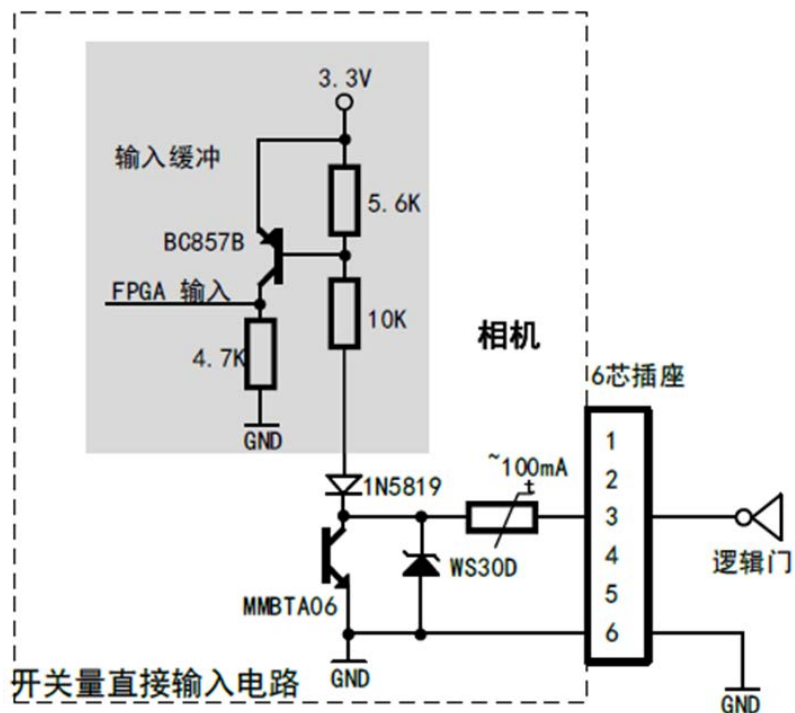 3.3V
输入缓冲
5.6K
BC857B
FPGA 输入
10K
相机
4.7K
6芯插座
GND
1
~100mA
t
2
1N5819
3
4
WS30D
逻辑门
5
MMBTA06
6
GND
开关量直接输入电路
GND